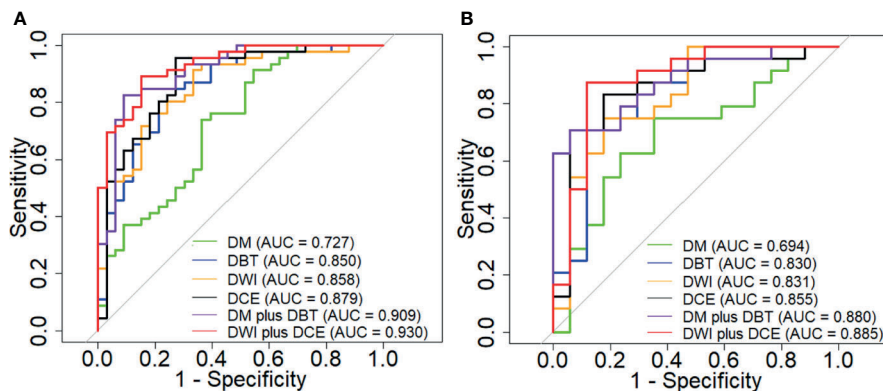 A
Sensitivity
1.0
0.8
0.6
0.4
0.2
0.0
DM (AUC = 0.727)
DBT (AUC = 0.850)
DWI (AUC = 0.858)
DCE (AUC = 0.879)
DM plus DBT (AUC = 0.909)
DWI plus DCE (AUC = 0.930)
0.0 0.2 0.4 0.6 0.8 1.0
1 - Specificity
B
Sensitivity
1.0
0.8
0.6
0.4
0.2
0.0
DM (AUC = 0.694)
DBT (AUC = 0.830)
DWI (AUC = 0.831)
DCE (AUC = 0.855)
DM plus DBT (AUC = 0.880)
DWI plus DCE (AUC = 0.885)
0.0 0.2 0.4 0.6 0.8 1.0
1 - Specificity